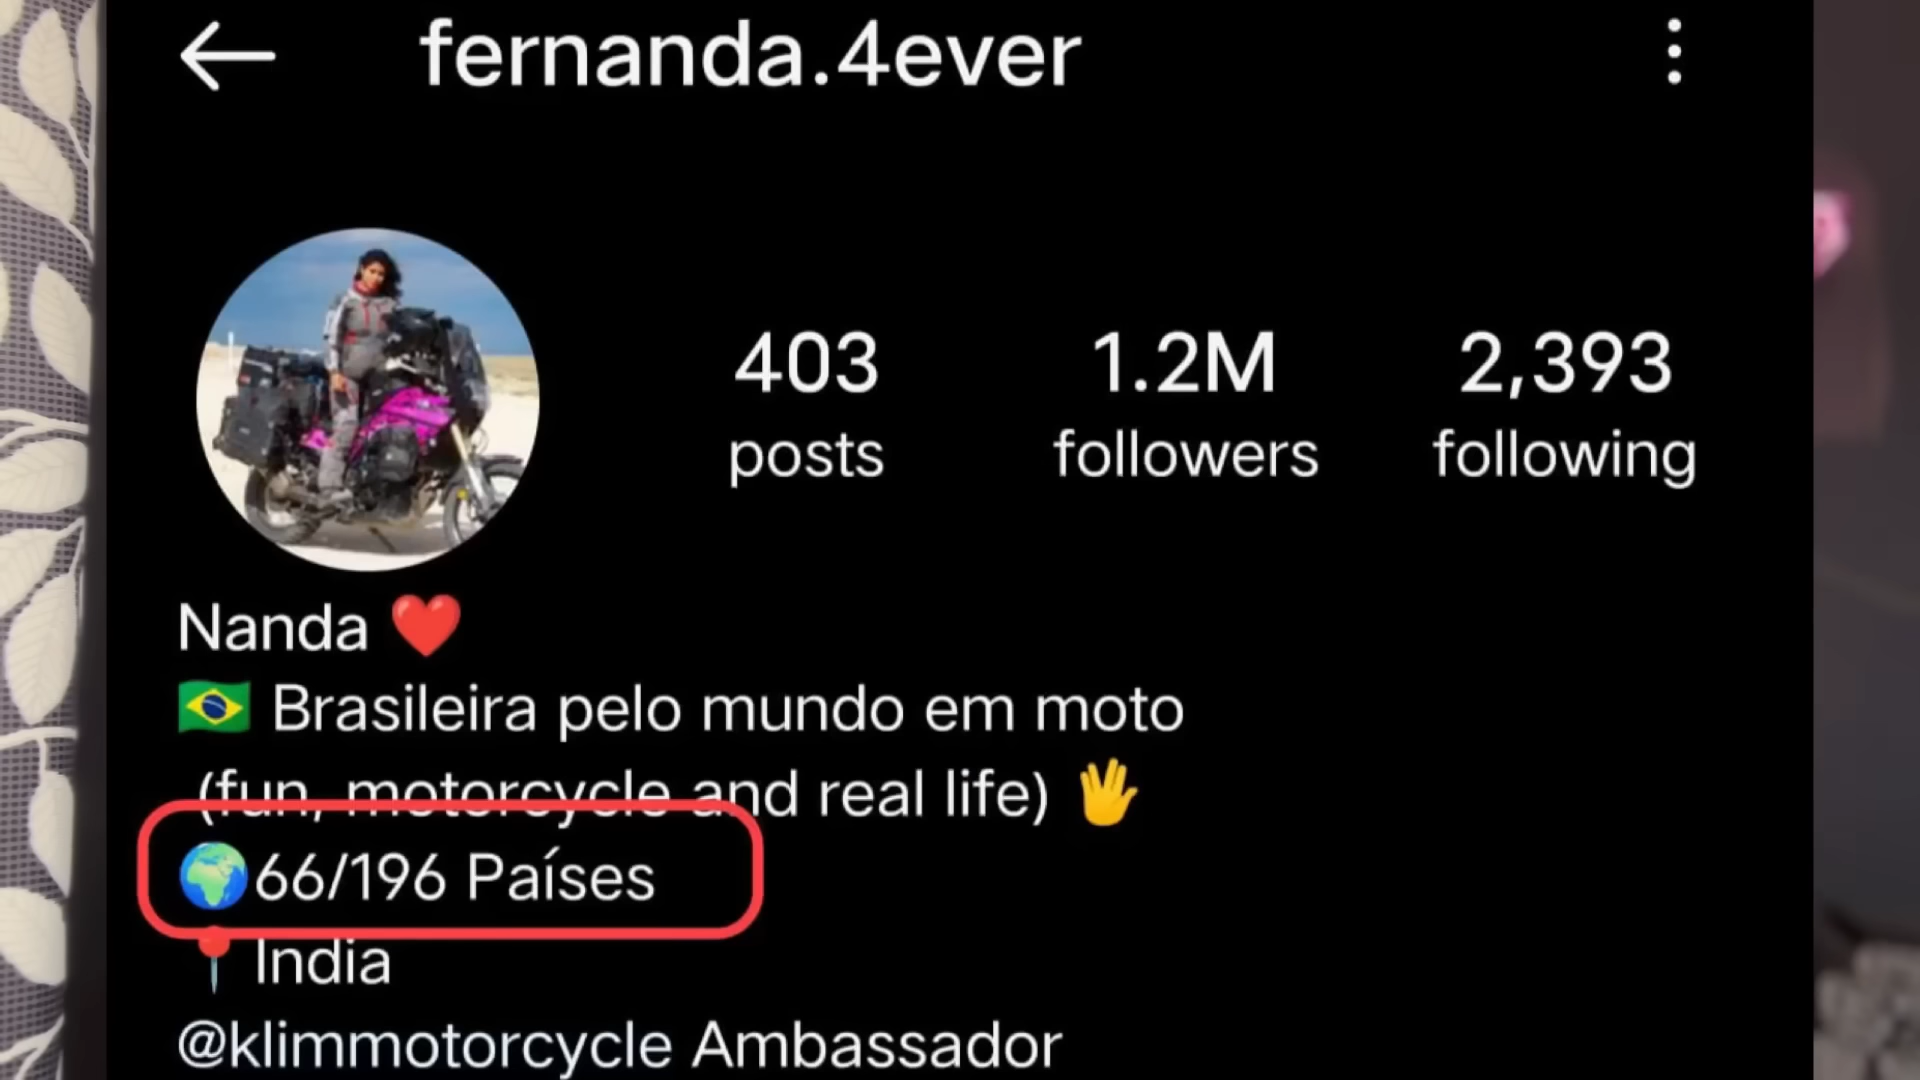 fernanda.4ever
403
posts
1.2M
followers
2,393
following
Nanda ❤️
🇧🇷 Brasileira pelo mundo em moto
(fun, motorcycle and real life) 🖖
🌍66/196 Países
📍 India
@klimmotorcycle Ambassador